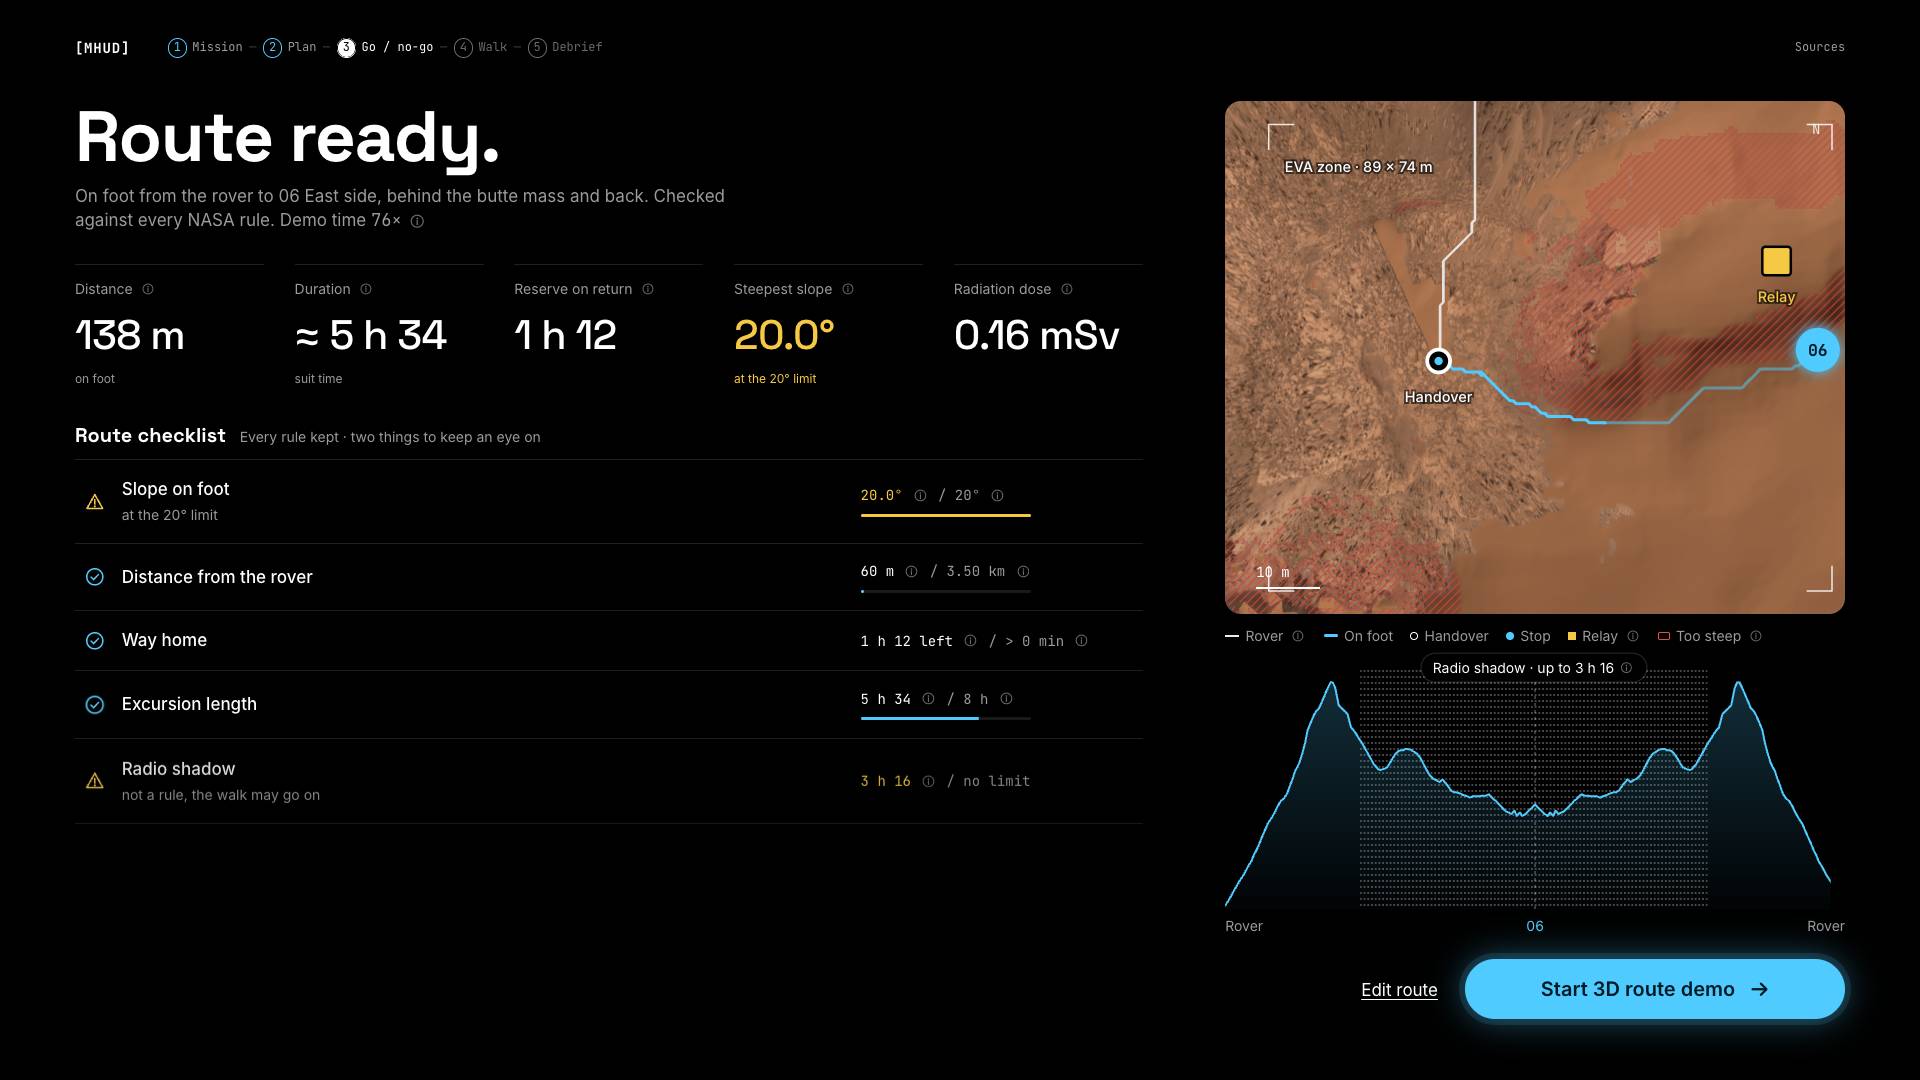 [MHUD]
1 Mission – 2 Plan – 3 Go / no-go – 4 Walk – 5 Debrief
Sources
Route ready.
On foot from the rover to 06 East side, behind the butte mass and back. Checked
against every NASA rule. Demo time 76×
Distance
138 m
on foot
Duration
≈ 5 h 34
suit time
Reserve on return
1 h 12
Steepest slope
20.0°
at the 20° limit
Radiation dose
0.16 mSv
Route checklist Every rule kept · two things to keep an eye on
Slope on foot
at the 20° limit
20.0° / 20°
Distance from the rover
60 m / 3.50 km
Way home
1 h 12 left / > 0 min
Excursion length
5 h 34 / 8 h
Radio shadow
not a rule, the walk may go on
3 h 16 / no limit
N
EVA zone · 89 × 74 m
Relay
06
Handover
10 m
Rover On foot Handover Stop Relay Too steep
Radio shadow · up to 3 h 16
Rover 06 Rover
Edit route
Start 3D route demo →